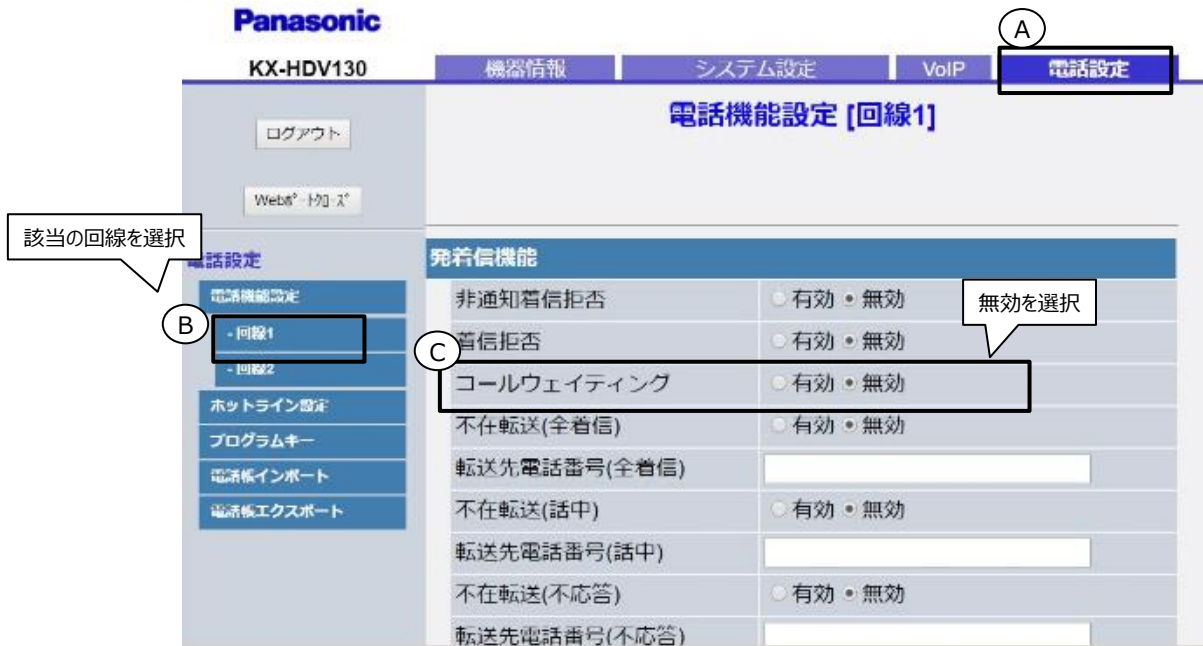 Panasonic
A
KX-HDV130
機器情報
システム設定
VoIP
電話設定
電話機能設定 [回線1]
ログアウト
Webﾎﾟｰﾄｸﾛｰｽﾞ
該当の回線を選択
電話設定
発着信機能
電話機能設定
非通知着信拒否 有効 無効
無効を選択
B
- 回線1
C
着信拒否 有効 無効
- 回線2
コールウェイティング 有効 無効
ホットライン設定
不在転送(全着信) 有効 無効
プログラムキー
転送先電話番号(全着信)
電話帳インポート
不在転送(話中) 有効 無効
電話帳エクスポート
転送先電話番号(話中)
不在転送(不応答) 有効 無効
転送先電話番号(不応答)